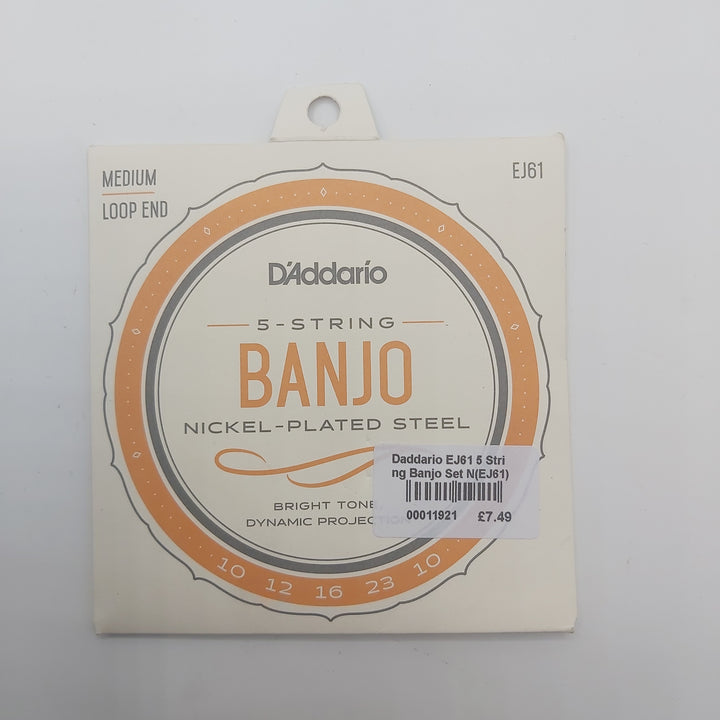 MEDIUM
LOOP END
EJ61
D'Addario
5-STRING
BANJO
NICKEL-PLATED STEEL
BRIGHT TONE
DYNAMIC PROJECTION
Daddario EJ61 5 Stri
ng Banjo Set N(EJ61)
00011921 £7.49
10 12 16 23 10